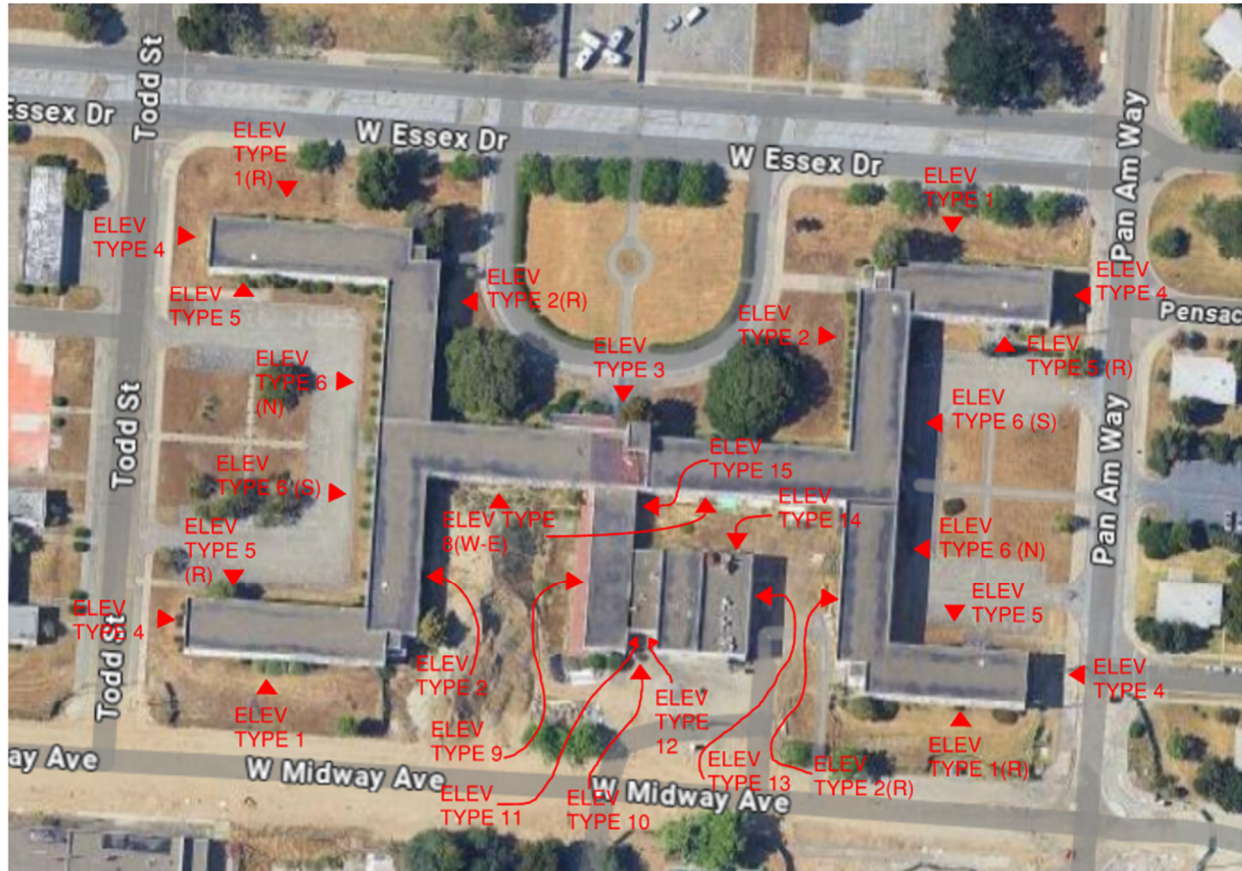 Todd St
Essex Dr
W Essex Dr
W Essex Dr
Pan Am Way
ELEV
TYPE
1(R)
ELEV
TYPE 1
ELEV
TYPE 4
ELEV
TYPE 5
ELEV
TYPE 2(R)
ELEV
TYPE 2
ELEV
TYPE 4
Pensac
ELEV
TYPE 3
ELEV
TYPE 5 (R)
ELEV
TYPE 6
(N)
ELEV
TYPE 6 (S)
Todd St
Pan Am Way
ELEV
TYPE 6 (S)
ELEV
TYPE 15
ELEV
TYPE 14
ELEV TYPE
8(W-E)
ELEV
TYPE 6 (N)
ELEV
TYPE 5
(R)
ELEV
TYPE 5
ELEV
TYPE 4
Todd St
ELEV
TYPE 2
ELEV
TYPE 4
ELEV
TYPE 1
ELEV
TYPE 9
ELEV
TYPE
12
ELEV
TYPE 13
ELEV
TYPE 2(R)
ELEV
TYPE 1(R)
ay Ave
W Midway Ave
W Midway Ave
ELEV
TYPE 11
ELEV
TYPE 10